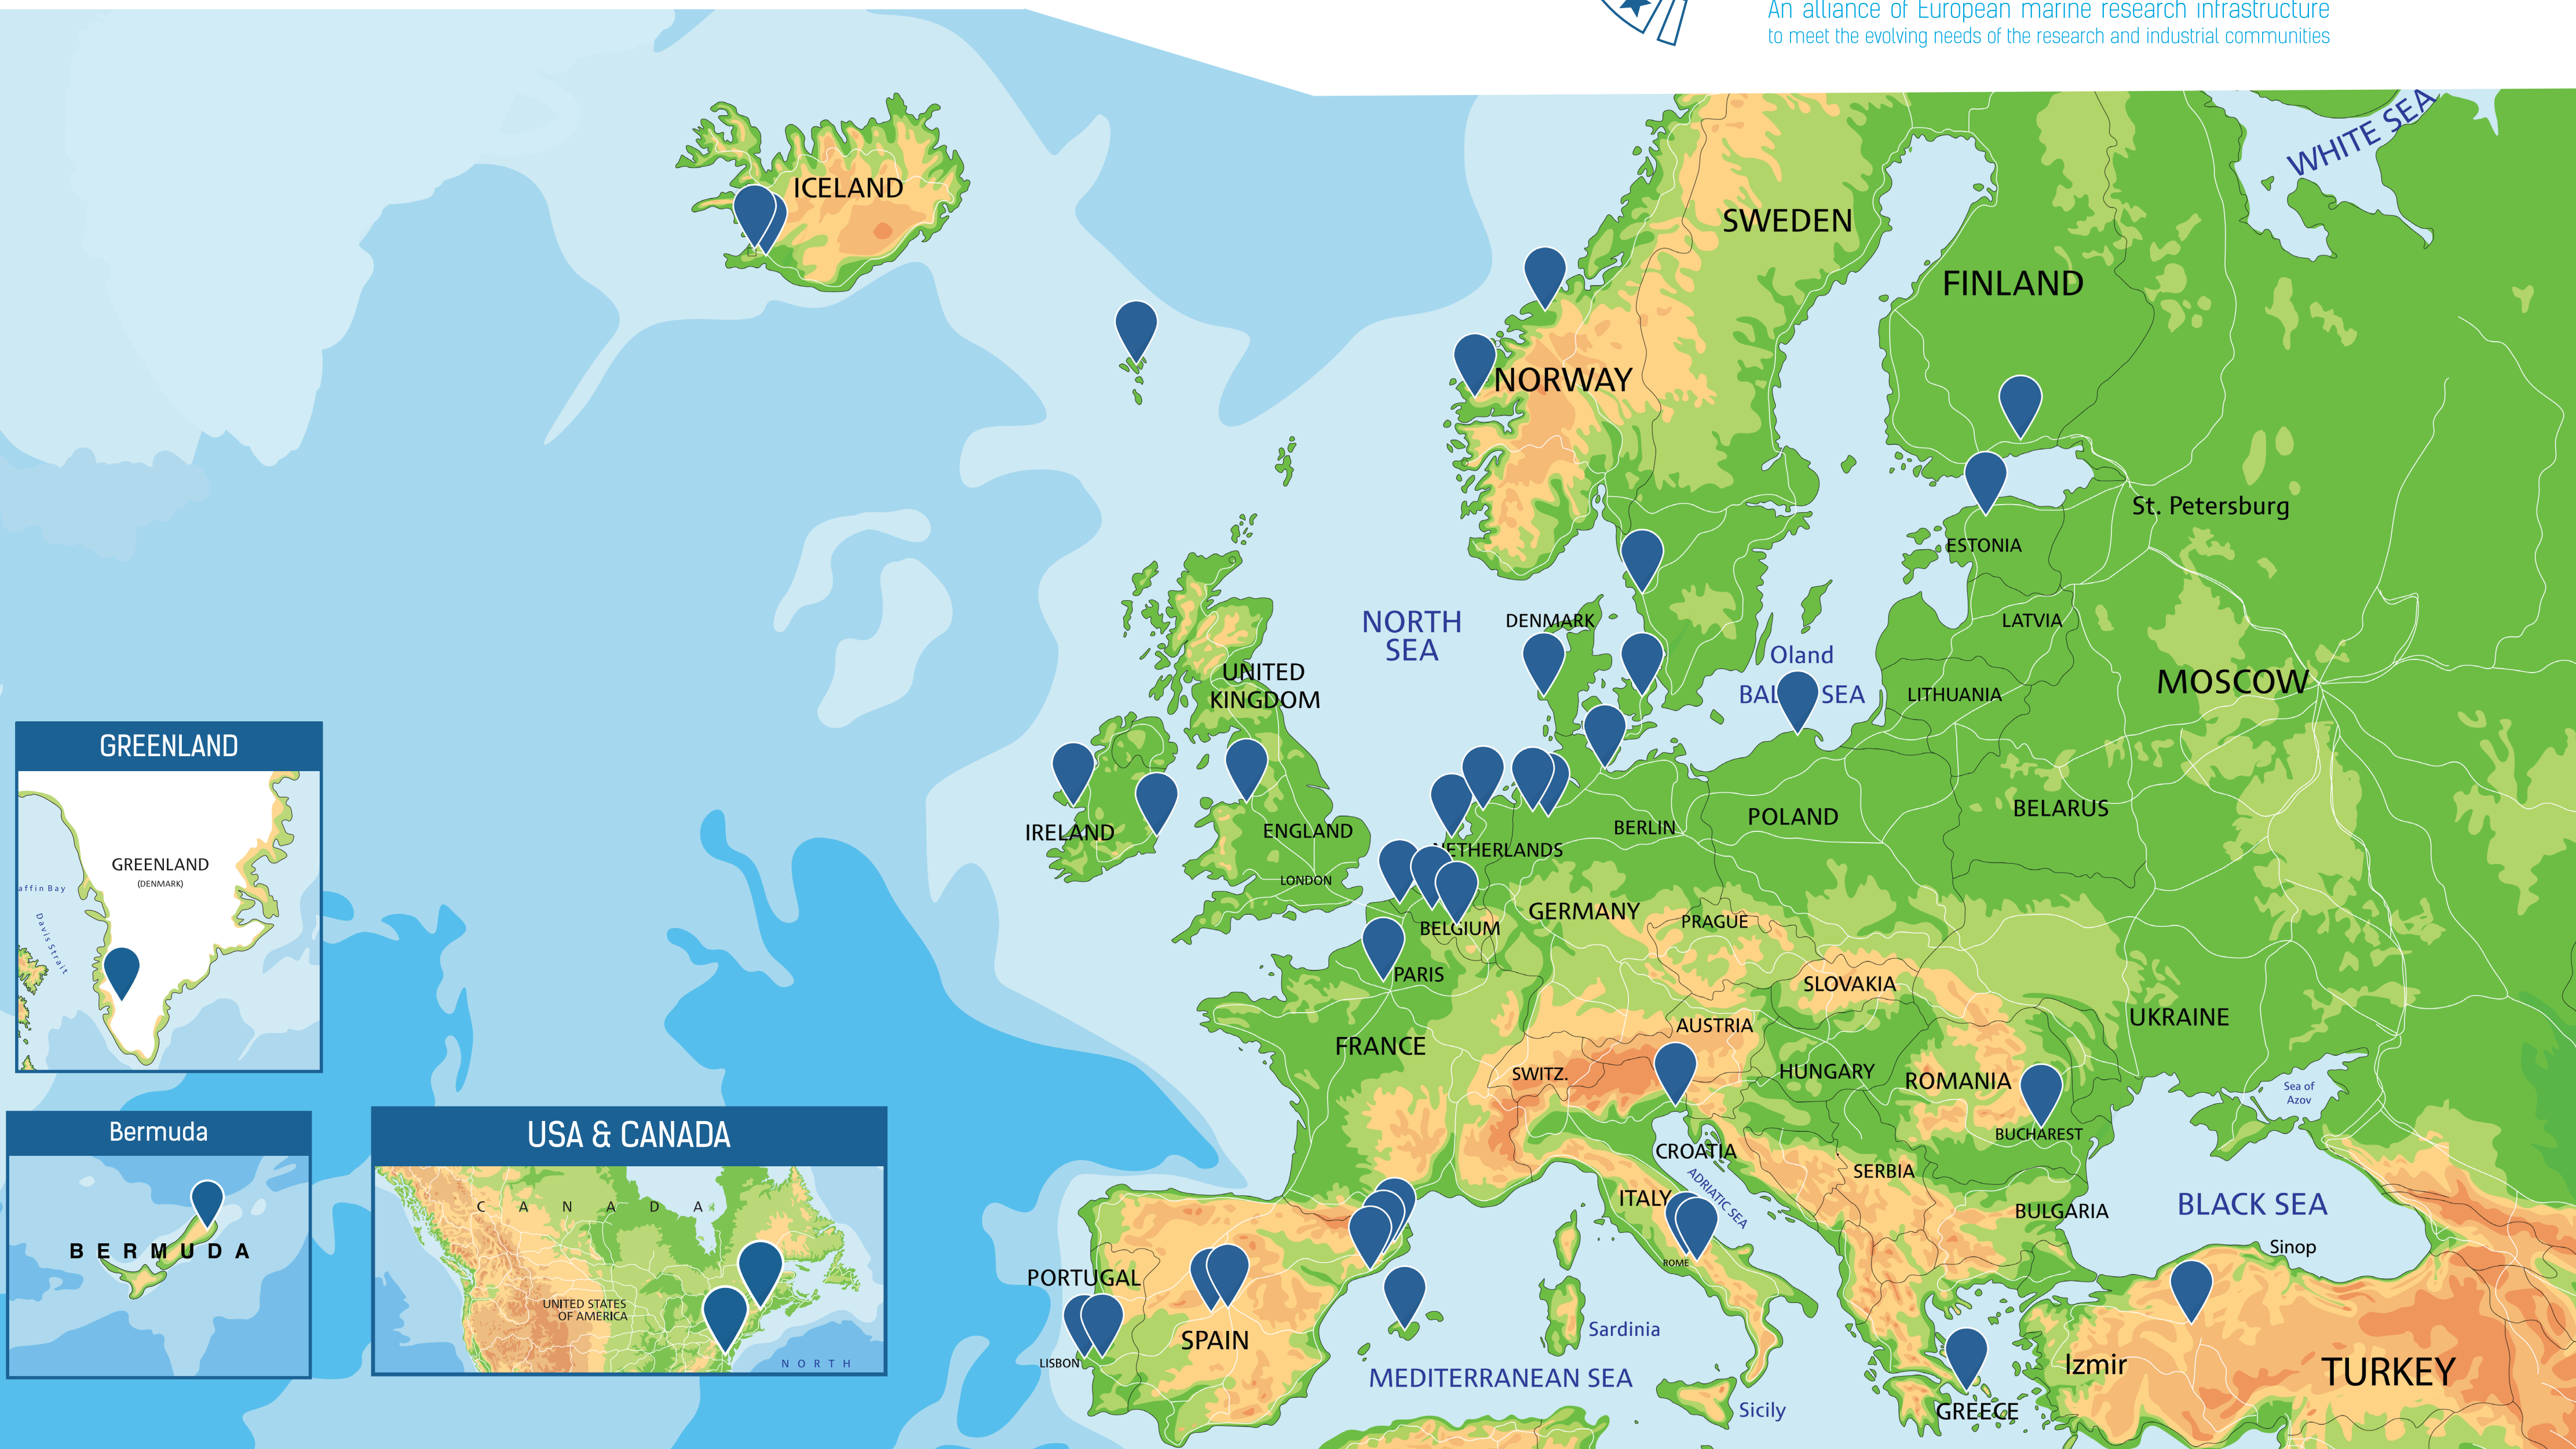 An alliance of European marine research infrastructure
to meet the evolving needs of the research and industrial communities
WHITE SEA
ICELAND
SWEDEN
FINLAND
NORWAY
St. Petersburg
ESTONIA
NORTH
SEA
DENMARK
LATVIA
Oland
UNITED
KINGDOM
SEA
LITHUANIA
MOSCOW
GREENLAND
GREENLAND
(DENMARK)
affin Bay
Davis Strait
IRELAND
ENGLAND
LONDON
NETHERLANDS
BERLIN
POLAND
BELARUS
GERMANY
BELGIUM
PRAGUE
PARIS
SLOVAKIA
UKRAINE
AUSTRIA
FRANCE
SWITZ.
HUNGARY
ROMANIA
Sea of
Azov
BUCHAREST
Bermuda
BERMUDA
USA & CANADA
CANADA
UNITED STATES
OF AMERICA
NORTH
CROATIA
ADRIATIC SEA
SERBIA
ITALY
BULGARIA
BLACK SEA
Sinop
ROME
PORTUGAL
LISBON
SPAIN
Sardinia
MEDITERRANEAN SEA
Sicily
Izmir
TURKEY
GREECE